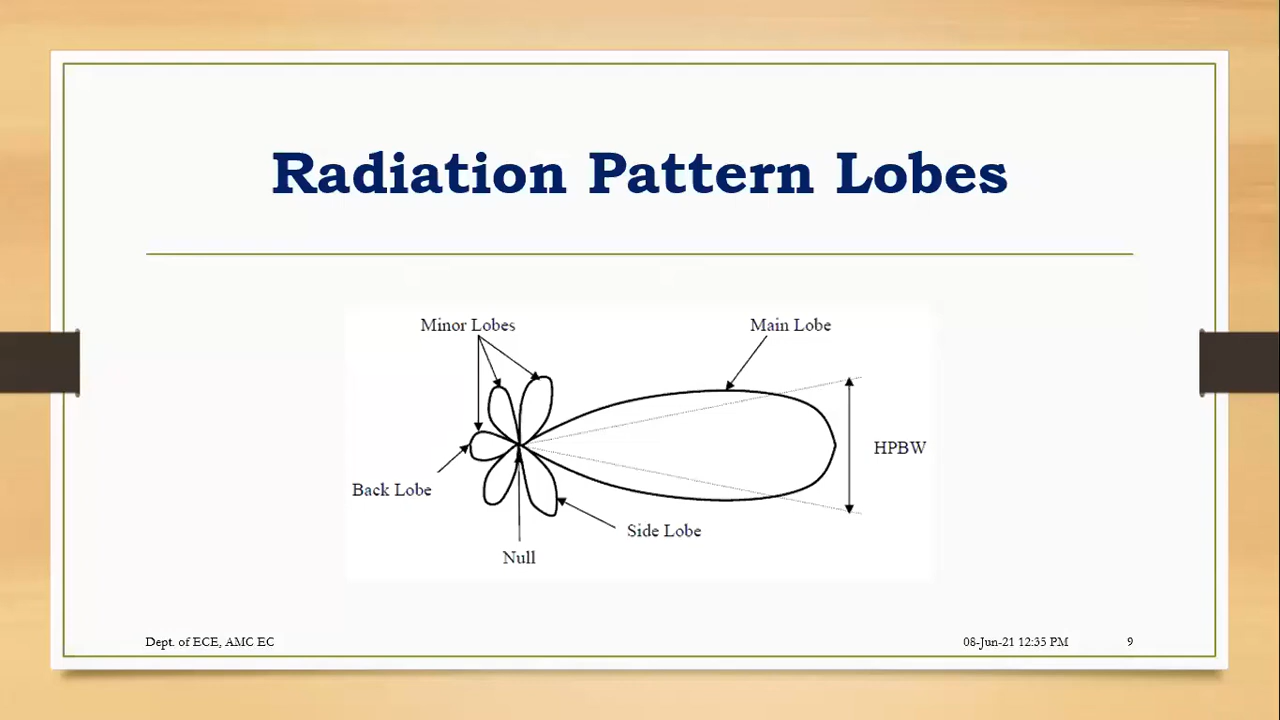 Radiation Pattern Lobes
Minor Lobes
Main Lobe
HPBW
Back Lobe
Side Lobe
Null
Dept. of ECE, AMC EC
08-Jun-21 12:35 PM
9